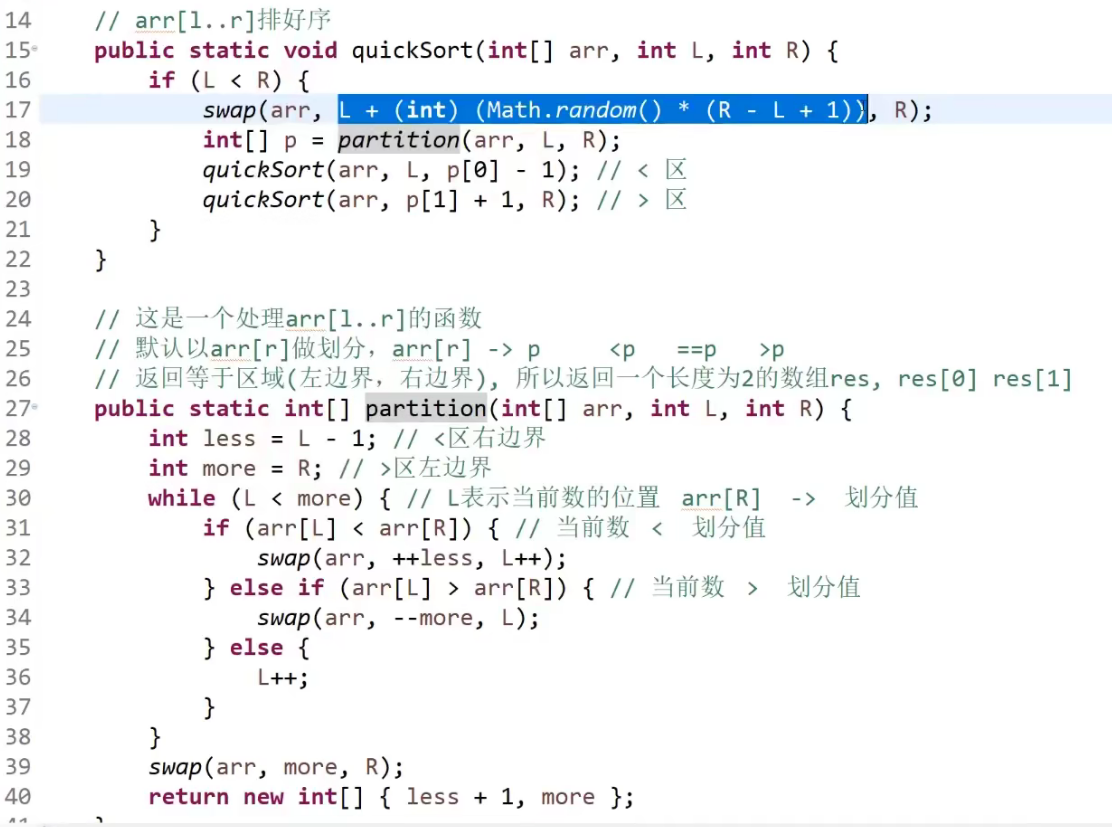 14 // arr[l..r]排好序
15 public static void quickSort(int[] arr, int L, int R) {
16 if (L < R) {
17 swap(arr, L + (int) (Math.random() * (R - L + 1)), R);
18 int[] p = partition(arr, L, R);
19 quickSort(arr, L, p[0] - 1); // < 区
20 quickSort(arr, p[1] + 1, R); // > 区
21 }
22 }
23
24 // 这是一个处理arr[l..r]的函数
25 // 默认以arr[r]做划分，arr[r] -> p <p ==p >p
26 // 返回等于区域(左边界，右边界), 所以返回一个长度为2的数组res, res[0] res[1]
27 public static int[] partition(int[] arr, int L, int R) {
28 int less = L - 1; // <区右边界
29 int more = R; // >区左边界
30 while (L < more) { // L表示当前数的位置 arr[R] -> 划分值
31 if (arr[L] < arr[R]) { // 当前数 < 划分值
32 swap(arr, ++less, L++);
33 } else if (arr[L] > arr[R]) { // 当前数 > 划分值
34 swap(arr, --more, L);
35 } else {
36 L++;
37 }
38 }
39 swap(arr, more, R);
40 return new int[] { less + 1, more };